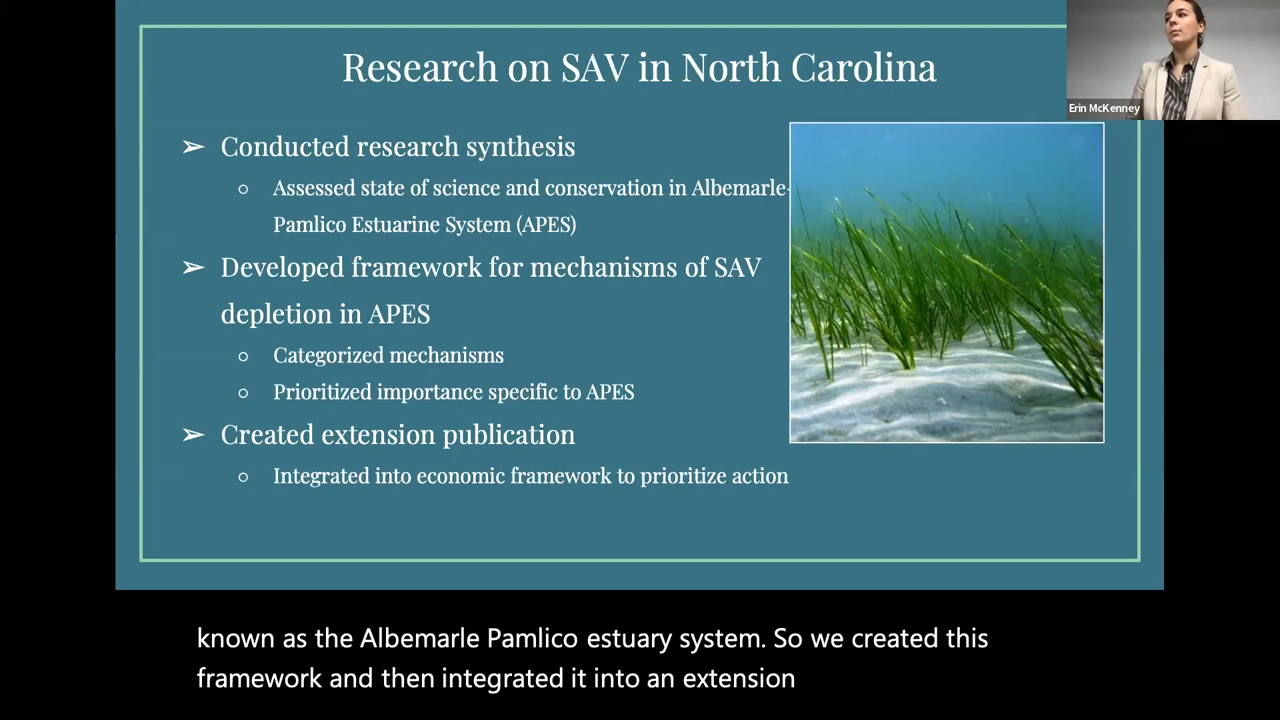 Research on SAV in North Carolina
Erin McKenney
➢ Conducted research synthesis
○ Assessed state of science and conservation in Albemarle-
Pamlico Estuarine System (APES)
➢ Developed framework for mechanisms of SAV
depletion in APES
○ Categorized mechanisms
○ Prioritized importance specific to APES
➢ Created extension publication
○ Integrated into economic framework to prioritize action
known as the Albemarle Pamlico estuary system. So we created this
framework and then integrated it into an extension